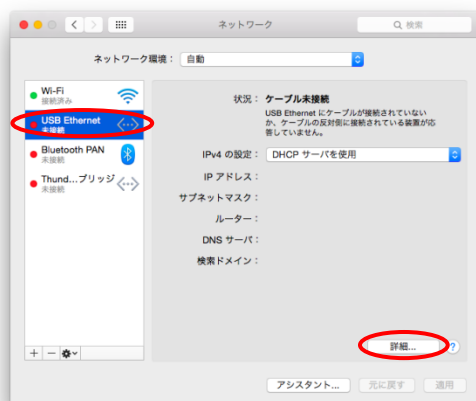 ネットワーク
検索
ネットワーク環境： 自動
Wi-Fi
接続済み
USB Ethernet
未接続
Bluetooth PAN
未接続
Thund...ブリッジ
未接続
状況： ケーブル未接続
USB Ethernet にケーブルが接続されていない
か、ケーブルの反対側に接続されている装置が応
答していません。
IPv4 の設定： DHCP サーバを使用
IP アドレス：
サブネットマスク：
ルーター：
DNS サーバ：
検索ドメイン：
詳細...
?
アシスタント...
元に戻す
適用